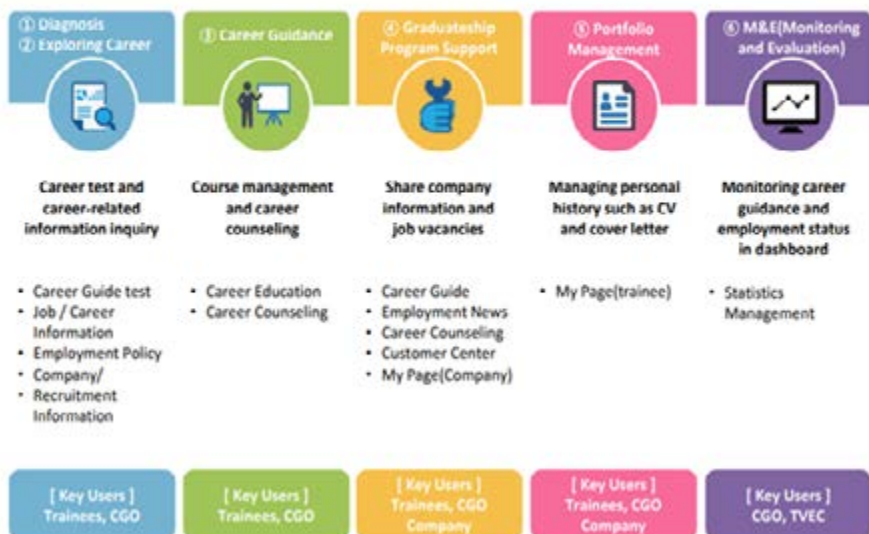 ① Diagnosis
② Exploring Career
Career test and
career-related
information inquiry
• Career Guide test
• Job / Career
Information
• Employment Policy
• Company/
• Recruitment
Information
[ Key Users ]
Trainees, CGO
③ Career Guidance
Course management
and career
counseling
• Career Education
• Career Counseling
[ Key Users ]
Trainees, CGO
④ Graduateship
Program Support
Share company
information and
job vacancies
• Career Guide
• Employment News
• Career Counseling
• Customer Center
• My Page(Company)
[ Key Users ]
Trainees, CGO
Company
⑤ Portfolio
Management
Managing personal
history such as CV
and cover letter
• My Page(trainee)
[ Key Users ]
Trainees, CGO
Company
⑥ M&E(Monitoring
and Evaluation)
Monitoring career
guidance and
employment status
in dashboard
• Statistics
Management
[ Key Users ]
CGO, TVEC